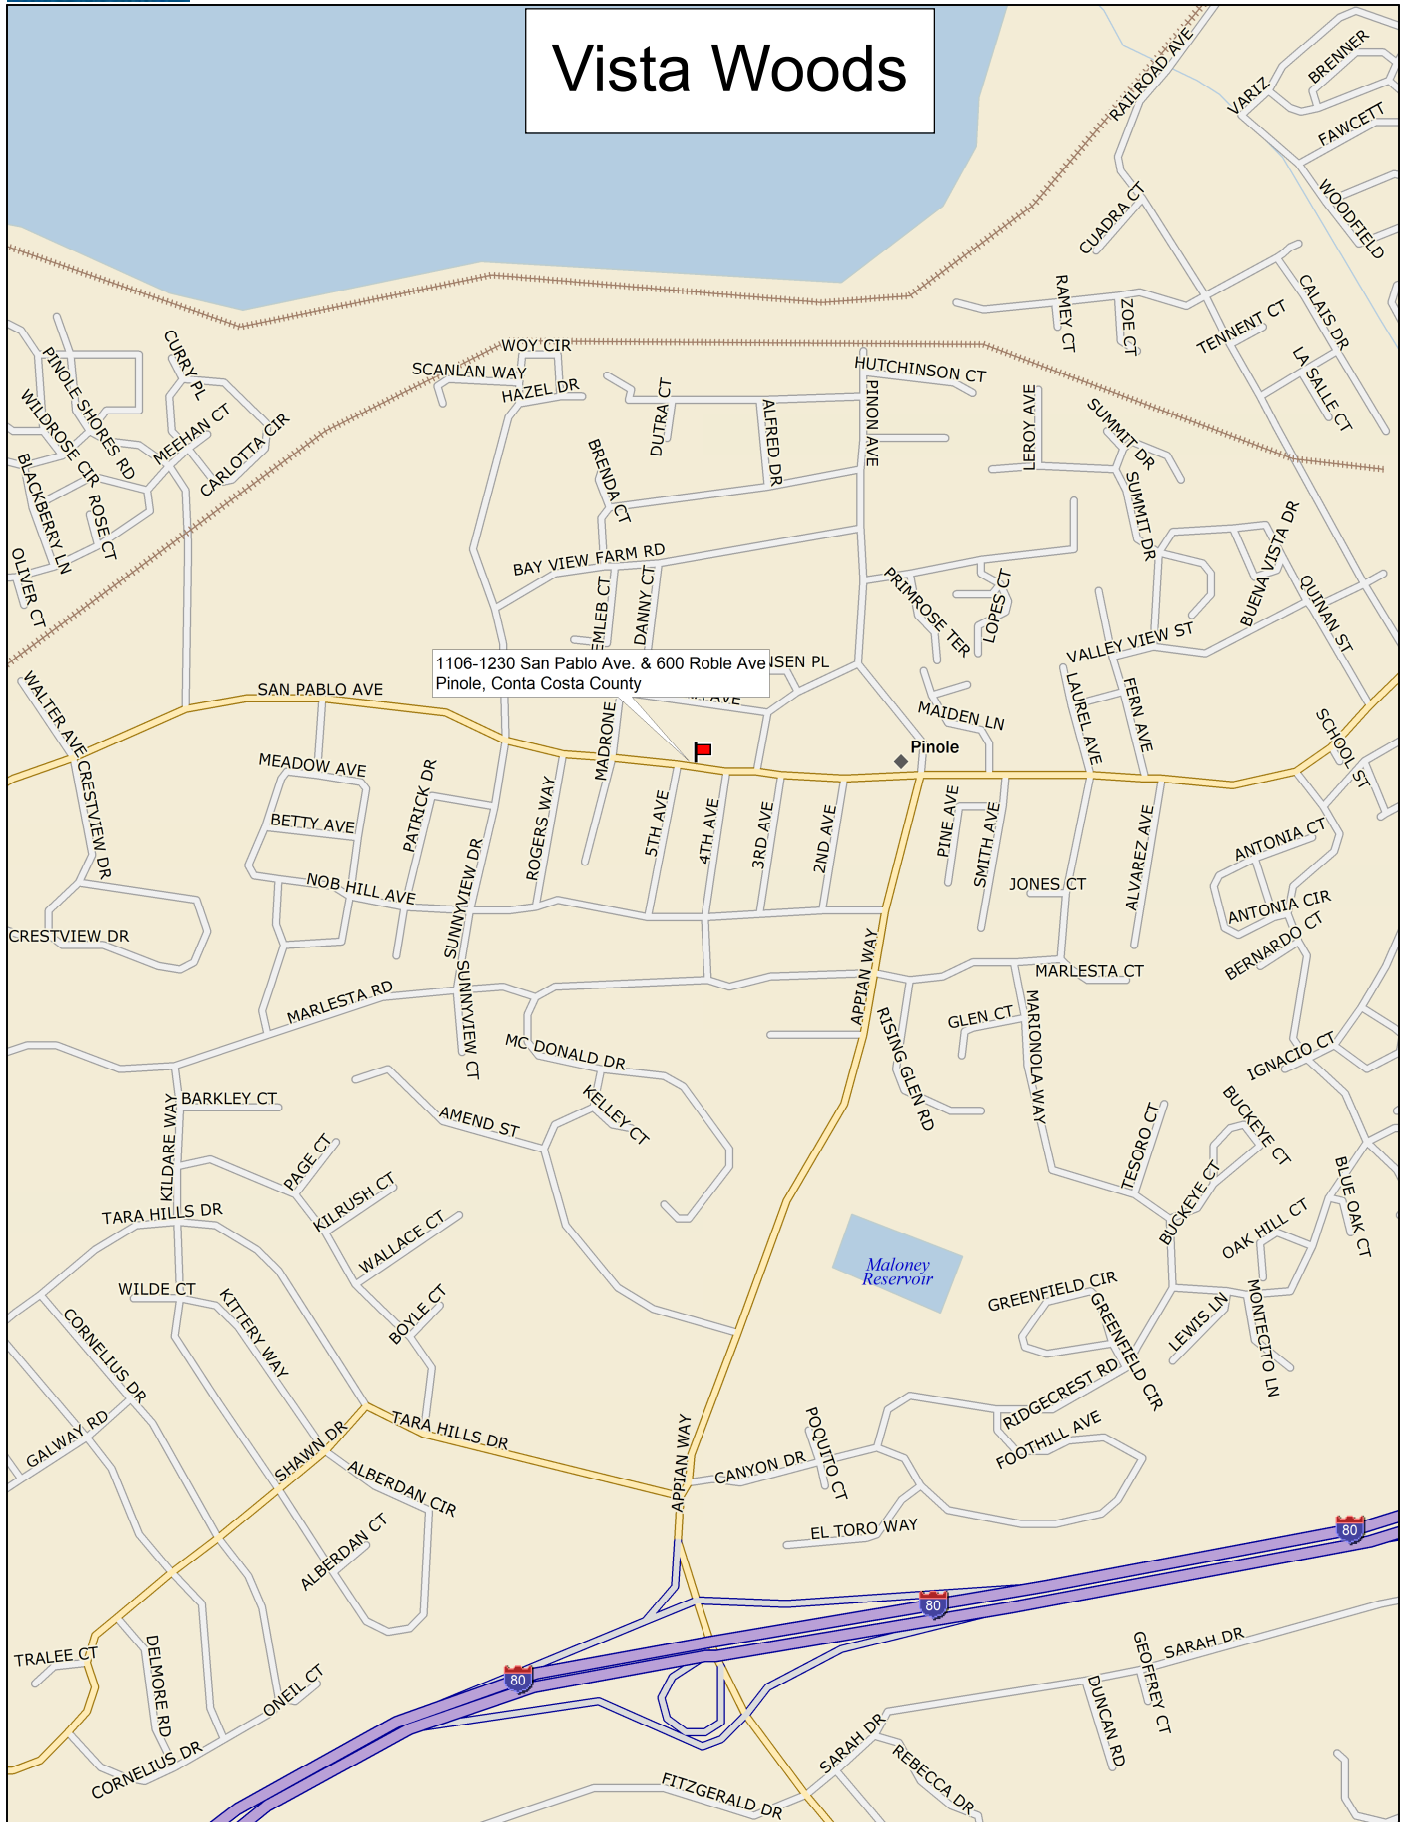 Vista Woods
RAILROAD AVE
VARIZ
BRENNER
FAWCETT
WOODFIELD
CUADRA CT
RAMEY CT
ZOE CT
TENNENT CT
CALAIS DR
LA SALLE CT
CURRY PL
PINOLE SHORES RD
WILDROSE CIR
MEEHAN CT
CARLOTTA CIR
BLACKBERRY LN
ROSE CT
OLIVER CT
WOY CIR
SCANLAN WAY
HAZEL DR
DUTRA CT
ALFRED DR
BRENDA CT
HUTCHINSON CT
PINON AVE
LEROY AVE
SUMMIT DR
SUMMIT DR
BAY VIEW FARM RD
EMLEB CT
DANNY CT
PRIMROSE TER
LOPES CT
BUENA VISTA DR
QUINAN ST
VALLEY VIEW ST
1106-1230 San Pablo Ave. & 600 Roble Ave
Pinole, Conta Costa County
NSEN PL
AVE
WALTER AVE
SAN PABLO AVE
MAIDEN LN
LAUREL AVE
FERN AVE
SCHOOL ST
Pinole
MADRONE
MEADOW AVE
CRESTVIEW DR
BETTY AVE
PATRICK DR
ROGERS WAY
5TH AVE
4TH AVE
3RD AVE
2ND AVE
PINE AVE
SMITH AVE
ALVAREZ AVE
ANTONIA CT
NOB HILL AVE
SUNNYVIEW DR
JONES CT
ANTONIA CIR
BERNARDO CT
CRESTVIEW DR
APPIAN WAY
MARLESTA CT
MARLESTA RD
SUNNYVIEW CT
RISING GLEN RD
GLEN CT
MARIONOLA WAY
MC DONALD DR
IGNACIO CT
KELLEY CT
BARKLEY CT
AMEND ST
KILDARE WAY
PAGE CT
KILRUSH CT
BUCKEYE CT
TESORO CT
BUCKEYE CT
BLUE OAK CT
TARA HILLS DR
WALLACE CT
OAK HILL CT
Maloney
Reservoir
WILDE CT
KITTERY WAY
BOYLE CT
GREENFIELD CIR
GREENFIELD CIR
LEWIS LN
MONTECITO LN
CORNELIUS DR
RIDGECREST RD
FOOTHILL AVE
GALWAY RD
SHAWN DR
TARA HILLS DR
APPIAN WAY
POQUITO CT
CANYON DR
ALBERDAN CIR
ALBERDAN CT
EL TORO WAY
80
80
80
TRALEE CT
DELMORE RD
ONEIL CT
CORNELIUS DR
SARAH DR
GEOFFREY CT
DUNCAN RD
SARAH DR
REBECCA DR
FITZGERALD DR